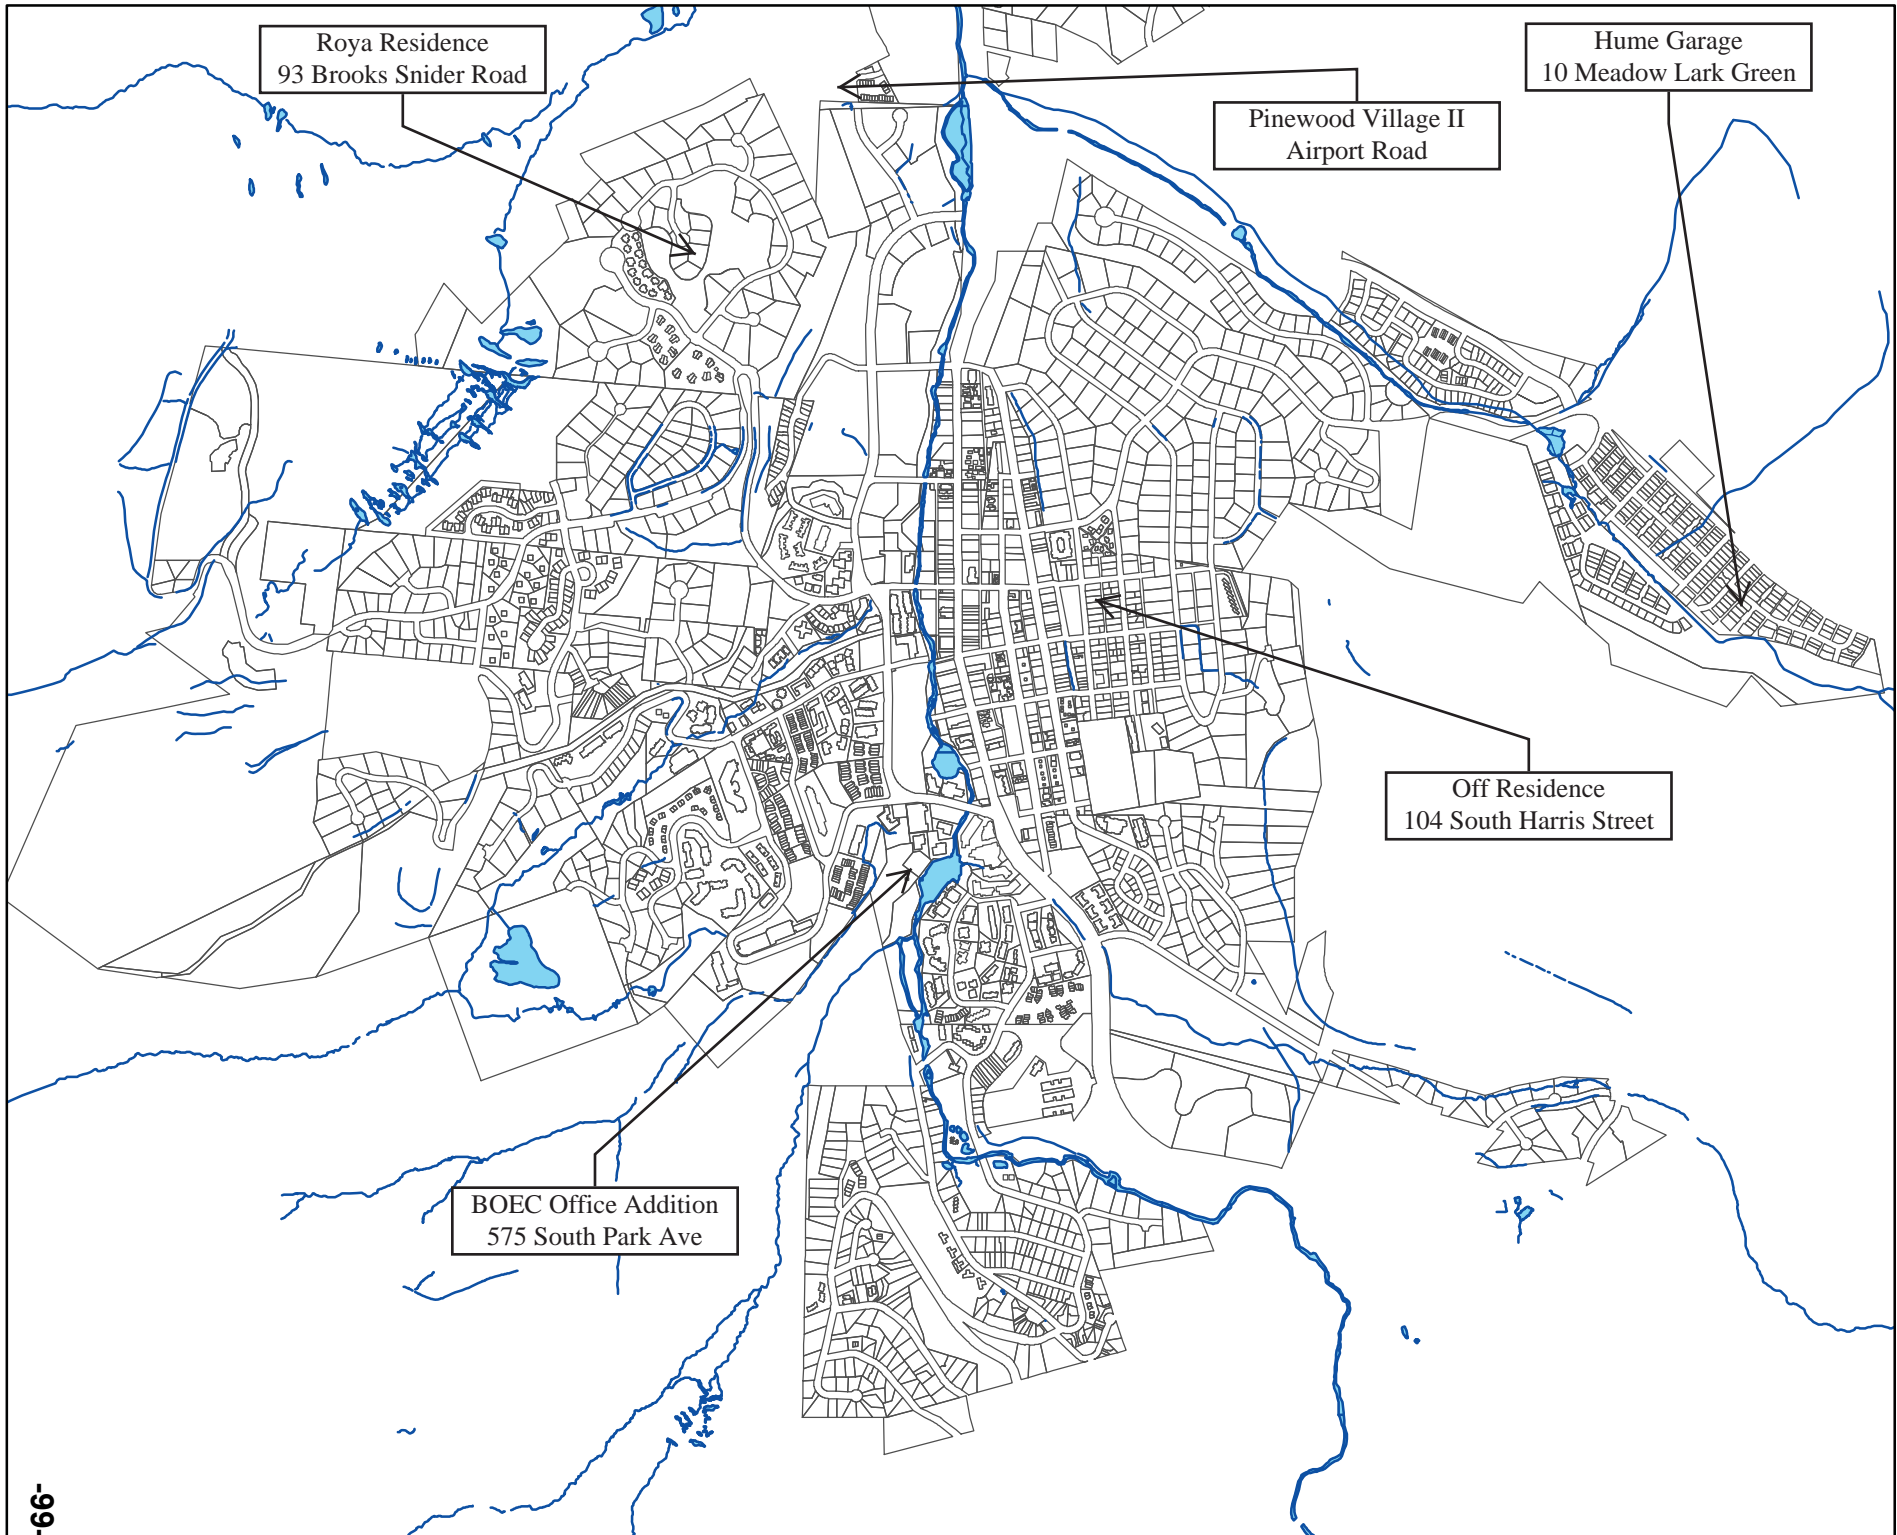 Roya Residence
93 Brooks Snider Road
Hume Garage
10 Meadow Lark Green
Pinewood Village II
Airport Road
Off Residence
104 South Harris Street
BOEC Office Addition
575 South Park Ave
-66-